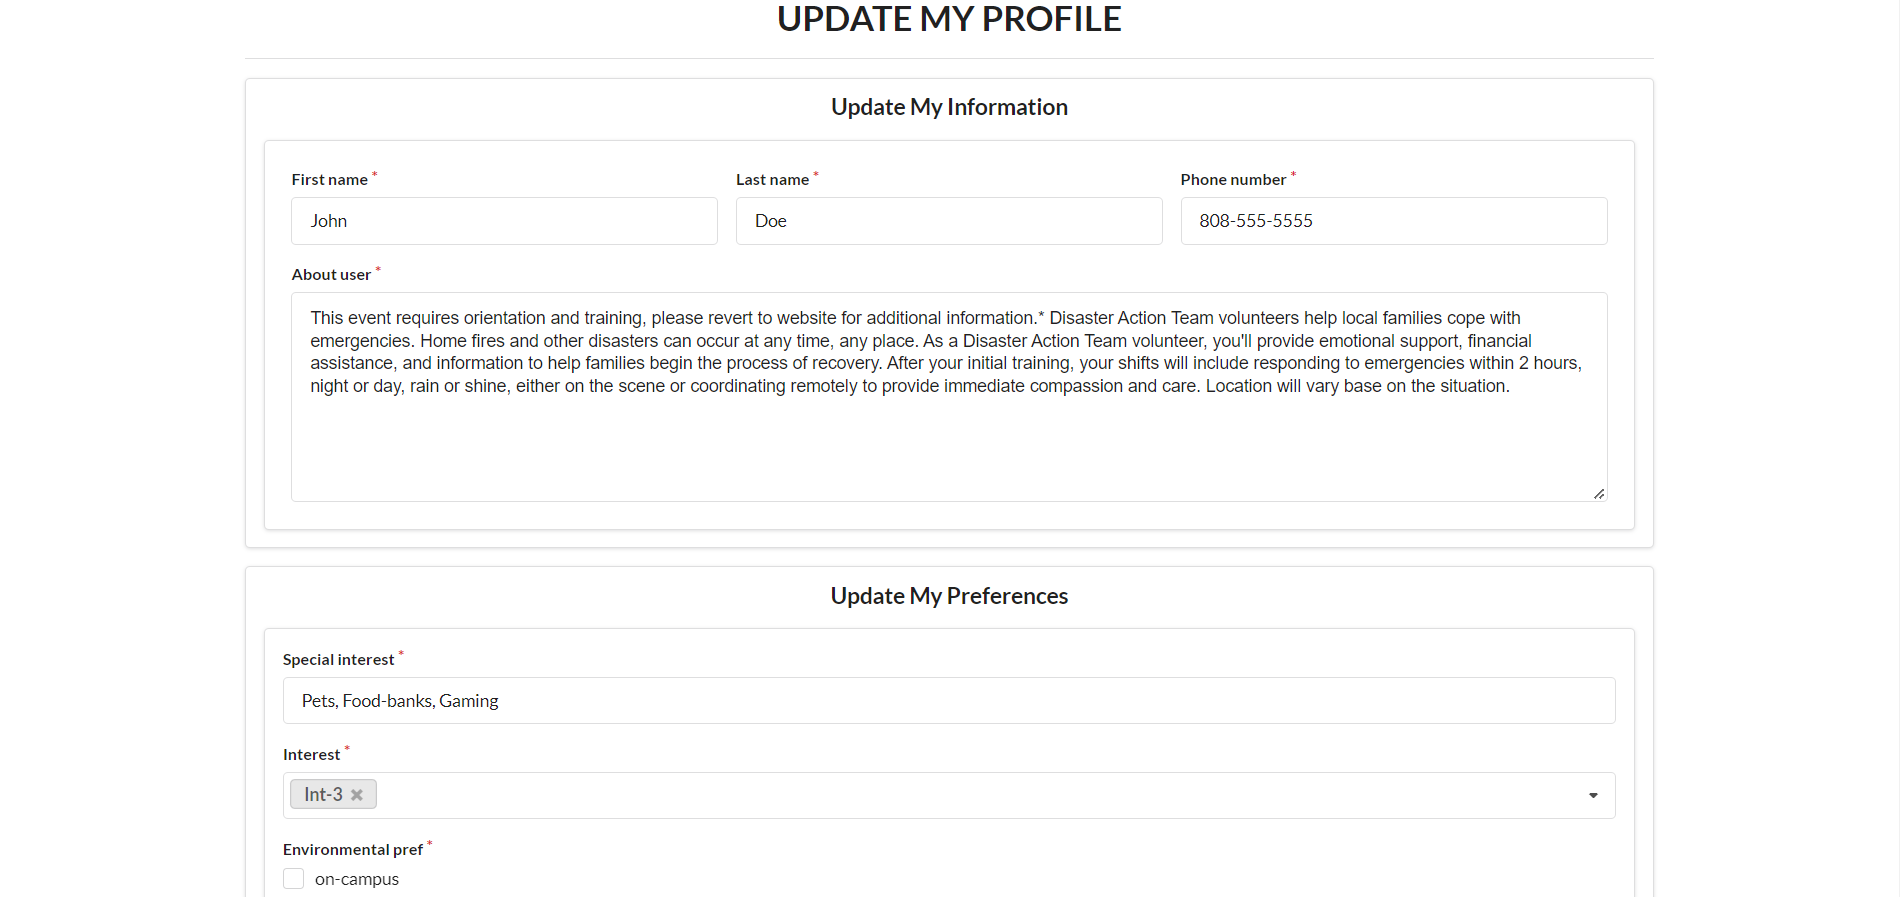 UPDATE MY PROFILE
Update My Information
First name *
Last name *
Phone number *
John
Doe
808-555-5555
About user *
This event requires orientation and training, please revert to website for additional information.* Disaster Action Team volunteers help local families cope with
emergencies. Home fires and other disasters can occur at any time, any place. As a Disaster Action Team volunteer, you'll provide emotional support, financial
assistance, and information to help families begin the process of recovery. After your initial training, your shifts will include responding to emergencies within 2 hours,
night or day, rain or shine, either on the scene or coordinating remotely to provide immediate compassion and care. Location will vary base on the situation.
Update My Preferences
Special interest *
Pets, Food-banks, Gaming
Interest *
Int-3
Environmental pref *
on-campus